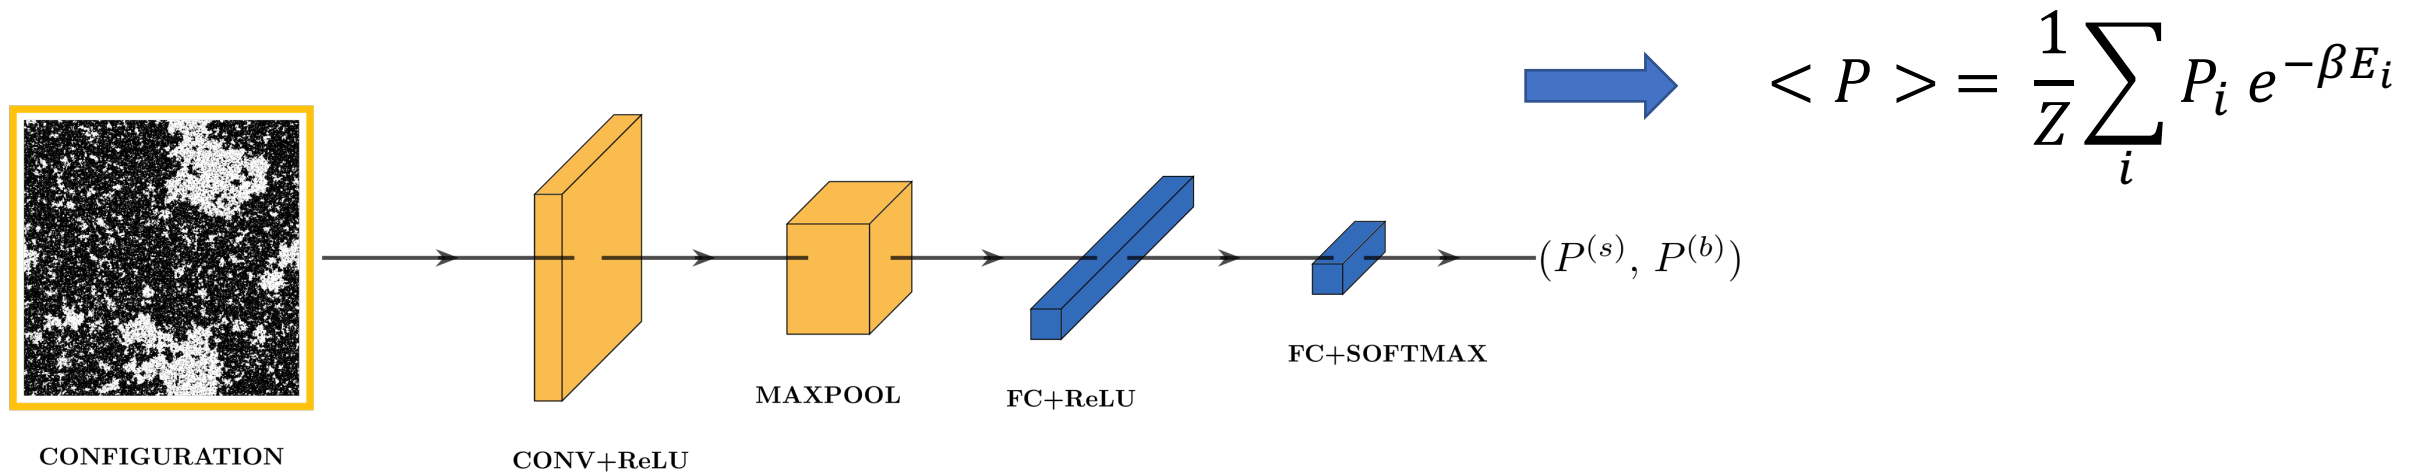 < P > = 1/Z ∑_i P_i e^{−βE_i}
(P^{(s)}, P^{(b)})
FC+SOFTMAX
MAXPOOL
FC+ReLU
CONFIGURATION
CONV+ReLU